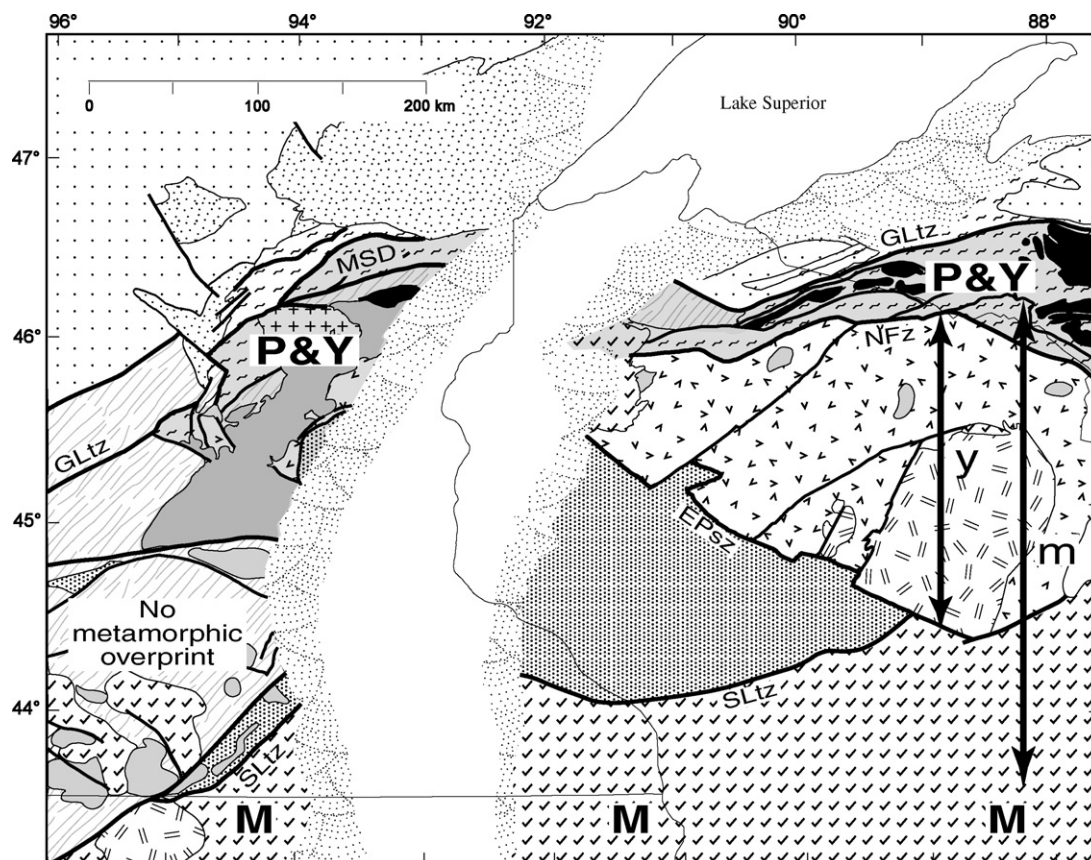 96° 94° 92° 90° 88°
0 100 200 km
Lake Superior
47°
MSD
GLtz
P&Y
46°
P&Y
NFz
GLtz
y
45°
EPsz
m
No
metamorphic
overprint
44°
SLtz
SLtz
M M M